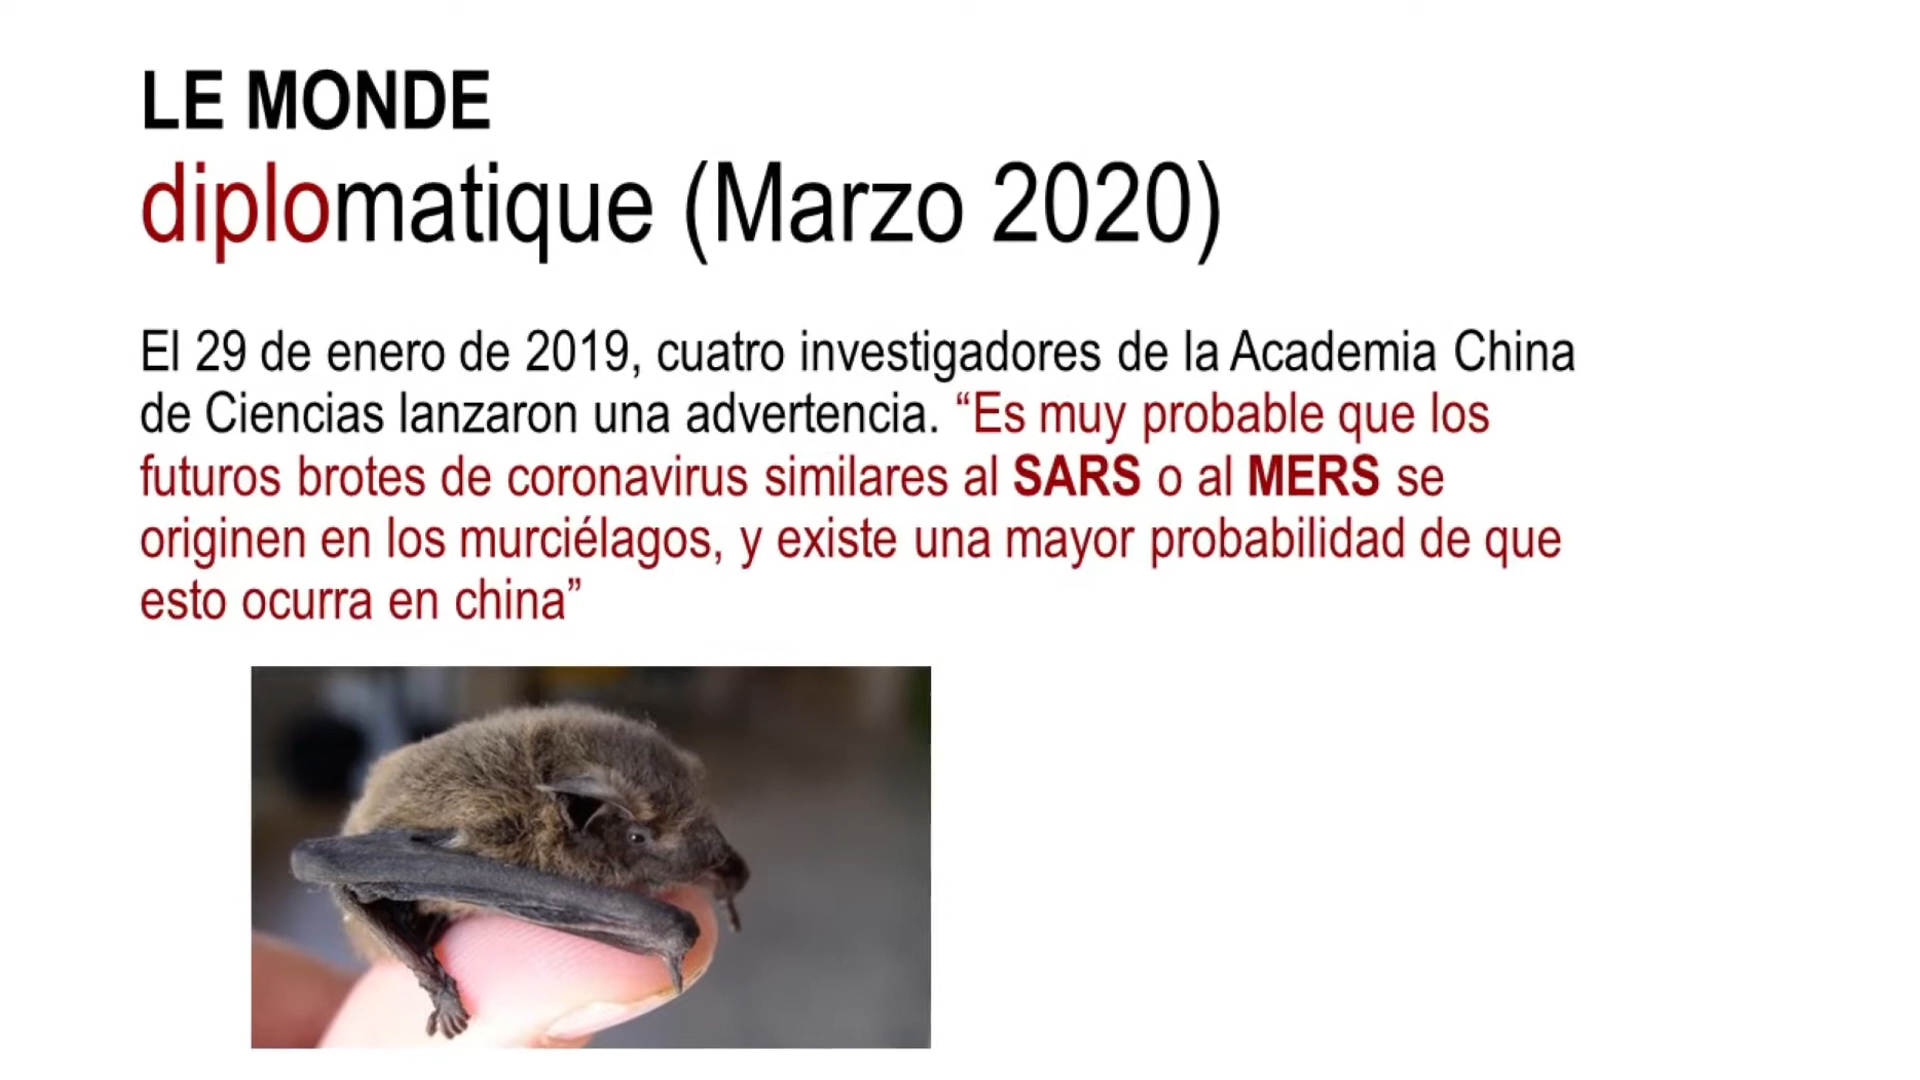 LE MONDE
diplomatique (Marzo 2020)
El 29 de enero de 2019, cuatro investigadores de la Academia China
de Ciencias lanzaron una advertencia. “Es muy probable que los
futuros brotes de coronavirus similares al SARS o al MERS se
originen en los murciélagos, y existe una mayor probabilidad de que
esto ocurra en china”